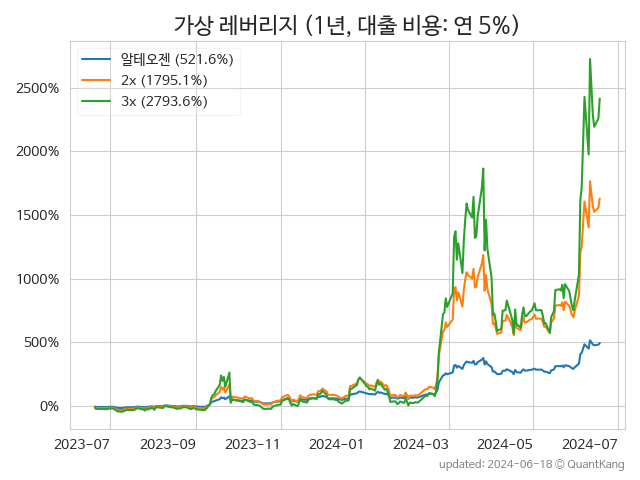 가상 레버리지 (1년, 대출 비용: 연 5%)
알테오젠 (521.6%)
2x (1795.1%)
3x (2793.6%)
2500%
2000%
1500%
1000%
500%
0%
2023-07 2023-09 2023-11 2024-01 2024-03 2024-05 2024-07
updated: 2024-06-18 © QuantKang